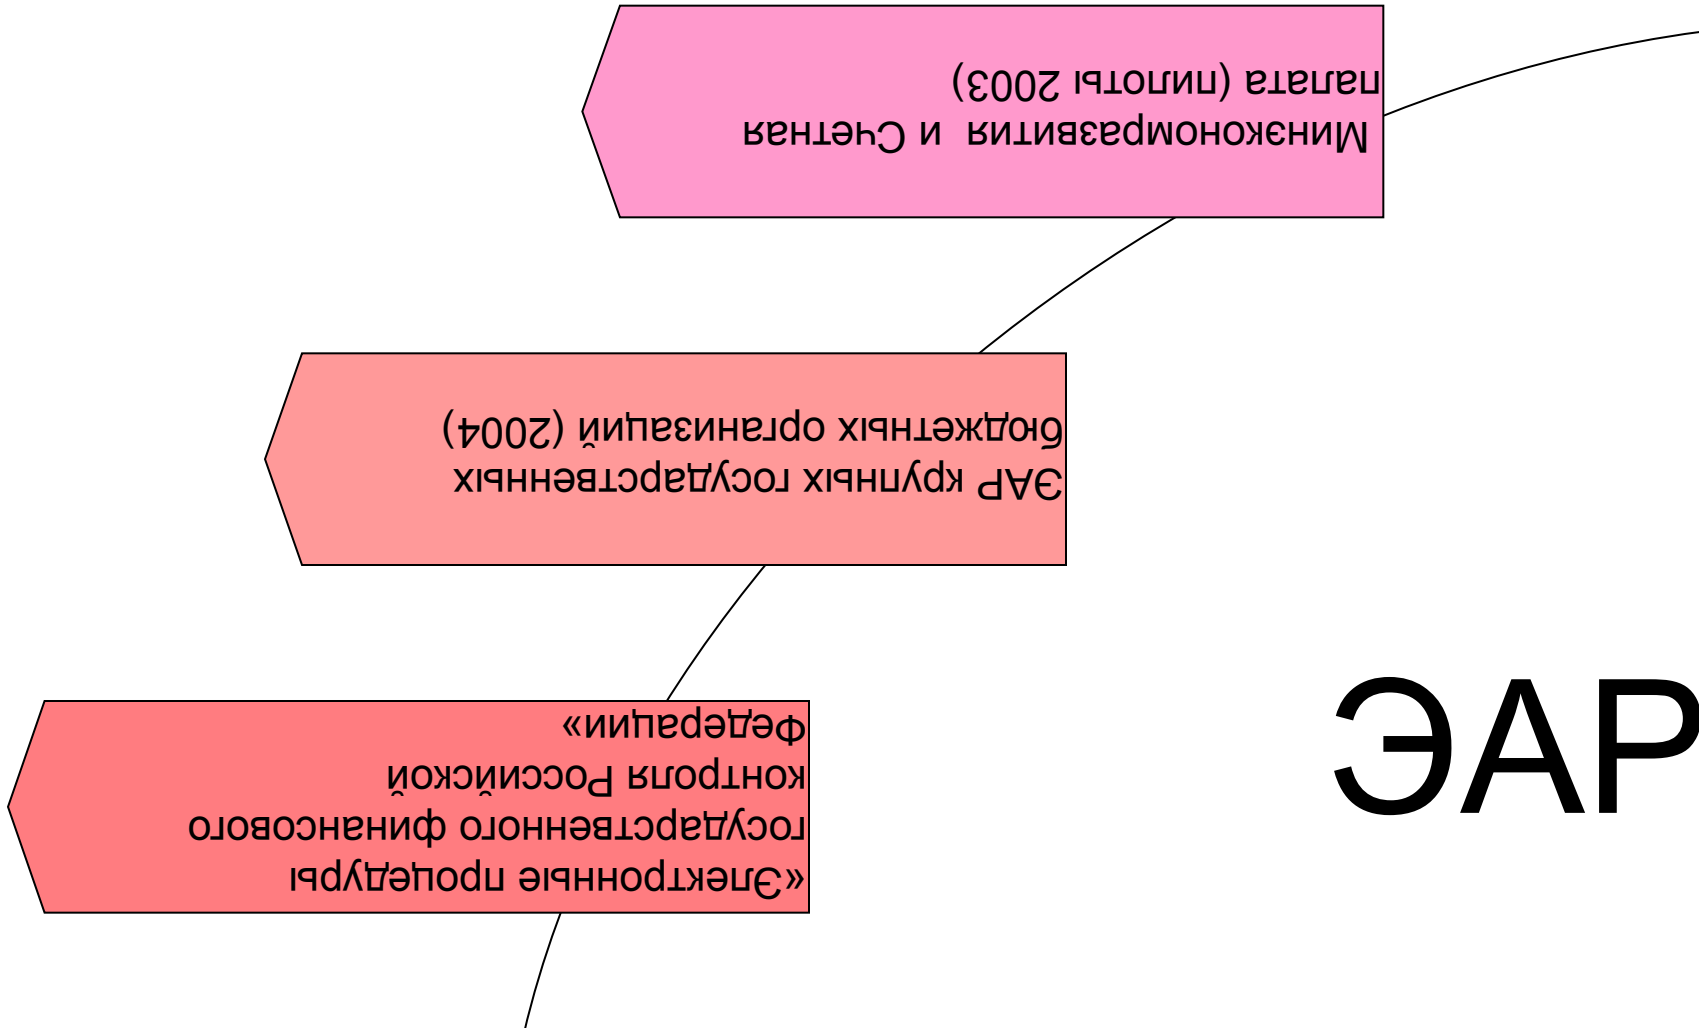 Минэкономразвития  и Счетная
палата (пилоты 2003)
ЭАР крупных государственных
бюджетных организаций (2004)
«Электронные процедуры
государственного финансового
контроля Российской
Федерации»
ЭАР